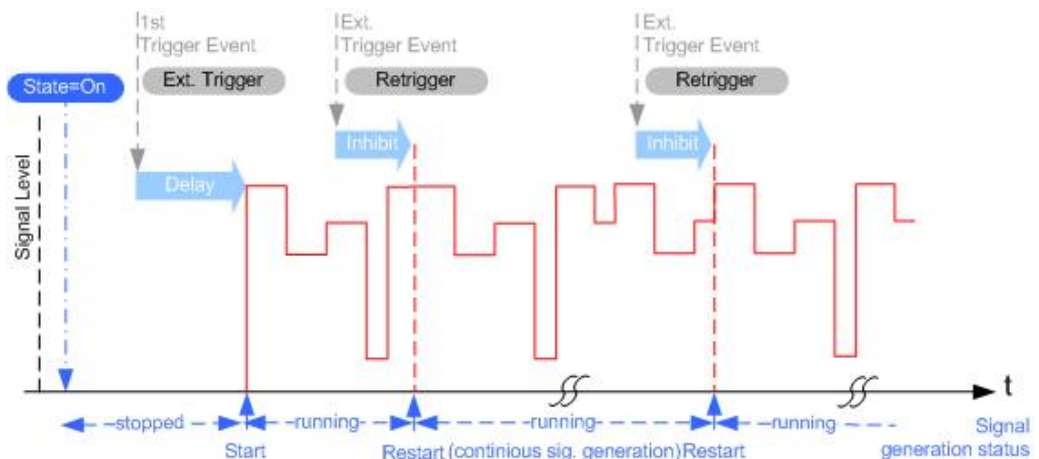 1st
Trigger Event
Ext.
Trigger Event
Ext.
Trigger Event
State=On
Ext. Trigger
Retrigger
Retrigger
Inhibit
Inhibit
Delay
Signal Level
t
stopped
running
running
running
Signal
generation status
Start
Restart (continious sig. generation) Restart